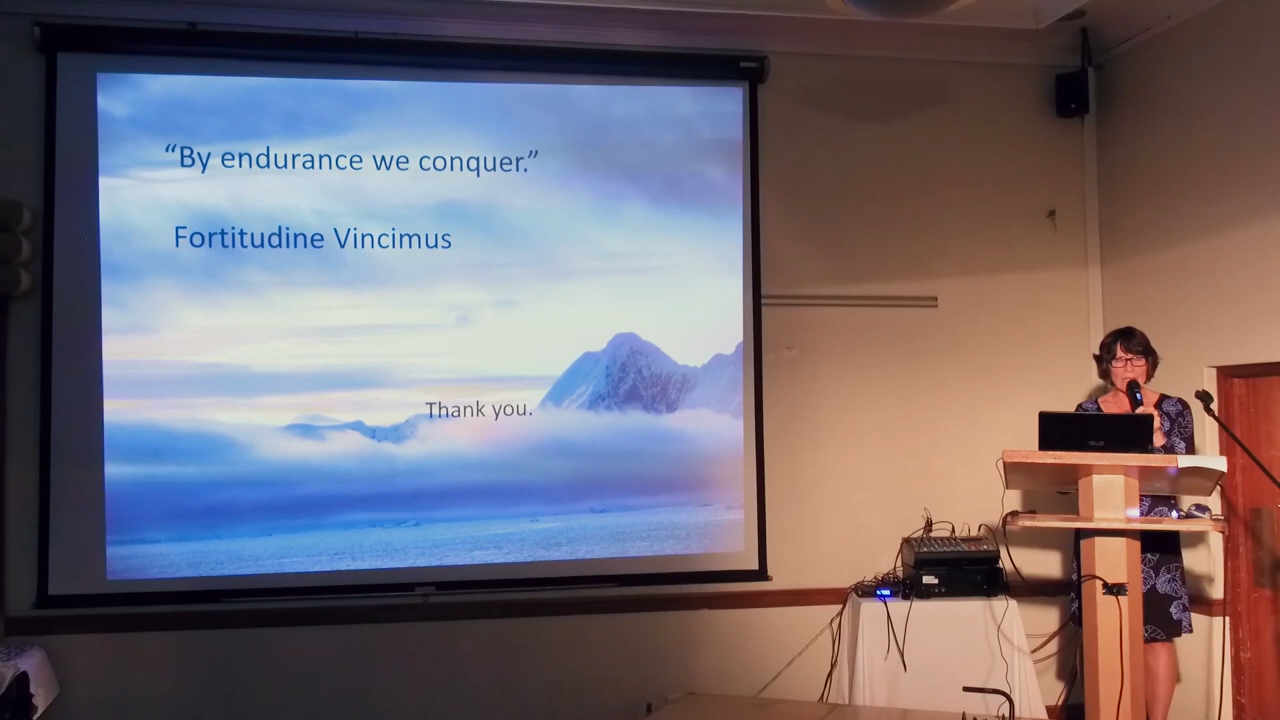 “By endurance we conquer.”
Fortitudine Vincimus
Thank you.